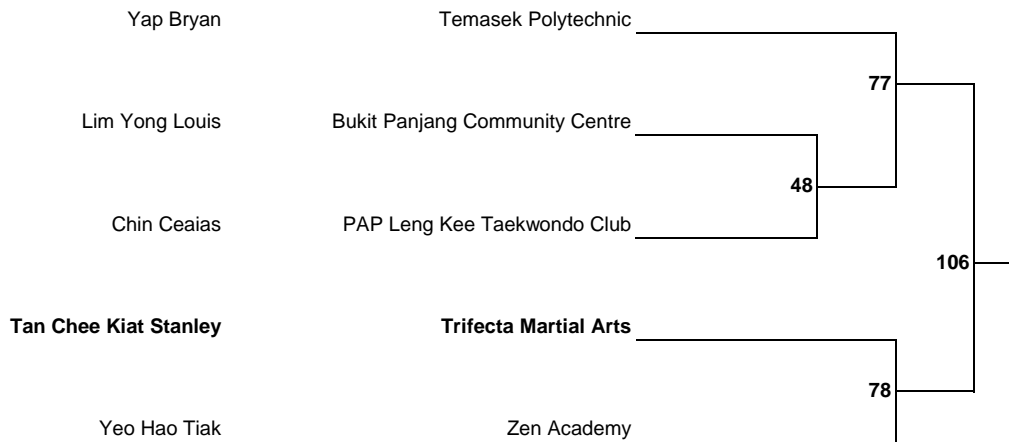 Yap Bryan Temasek Polytechnic
77
Lim Yong Louis Bukit Panjang Community Centre
48
Chin Ceaias PAP Leng Kee Taekwondo Club
106
Tan Chee Kiat Stanley Trifecta Martial Arts
78
Yeo Hao Tiak Zen Academy